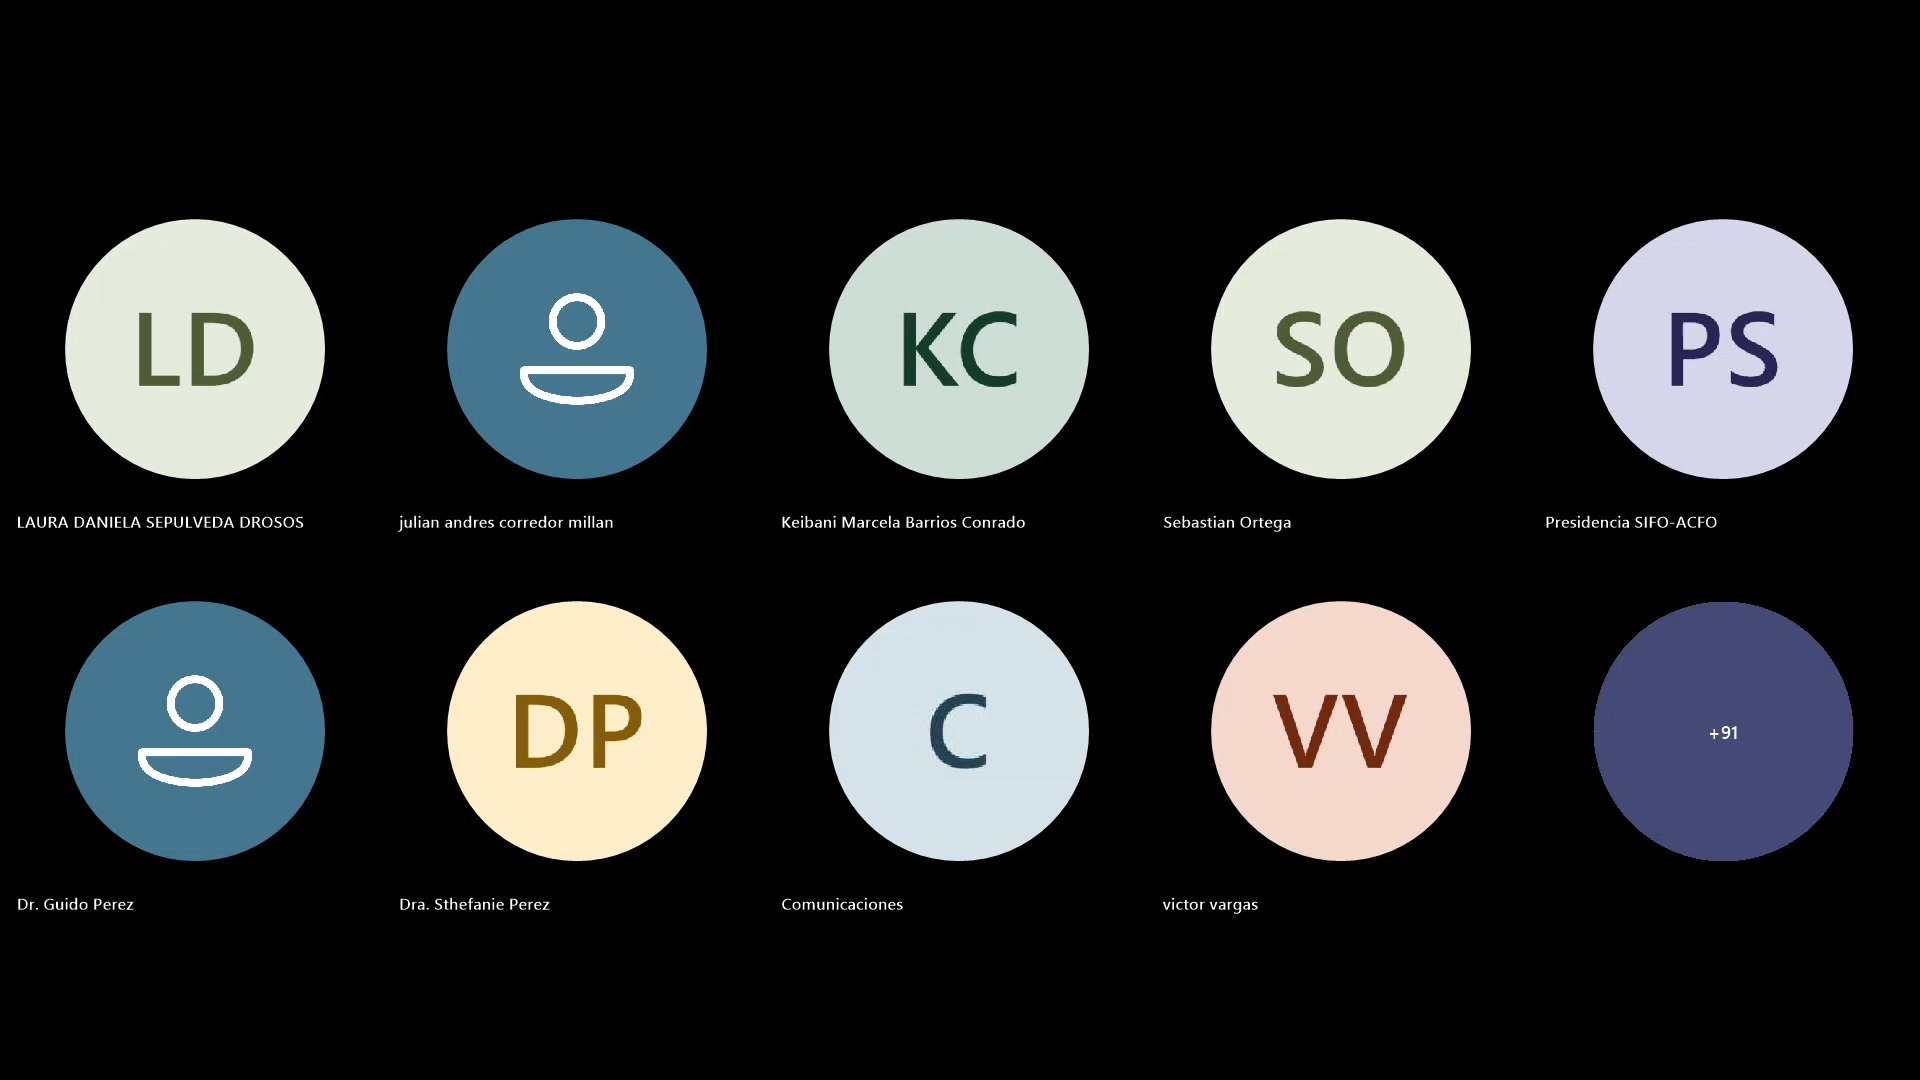 LD
KC
SO
PS
LAURA DANIELA SEPULVEDA DROSOS
julian andres corredor millan
Keibani Marcela Barrios Conrado
Sebastian Ortega
Presidencia SIFO-ACFO
DP
C
VV
+91
Dr. Guido Perez
Dra. Sthefanie Perez
Comunicaciones
victor vargas